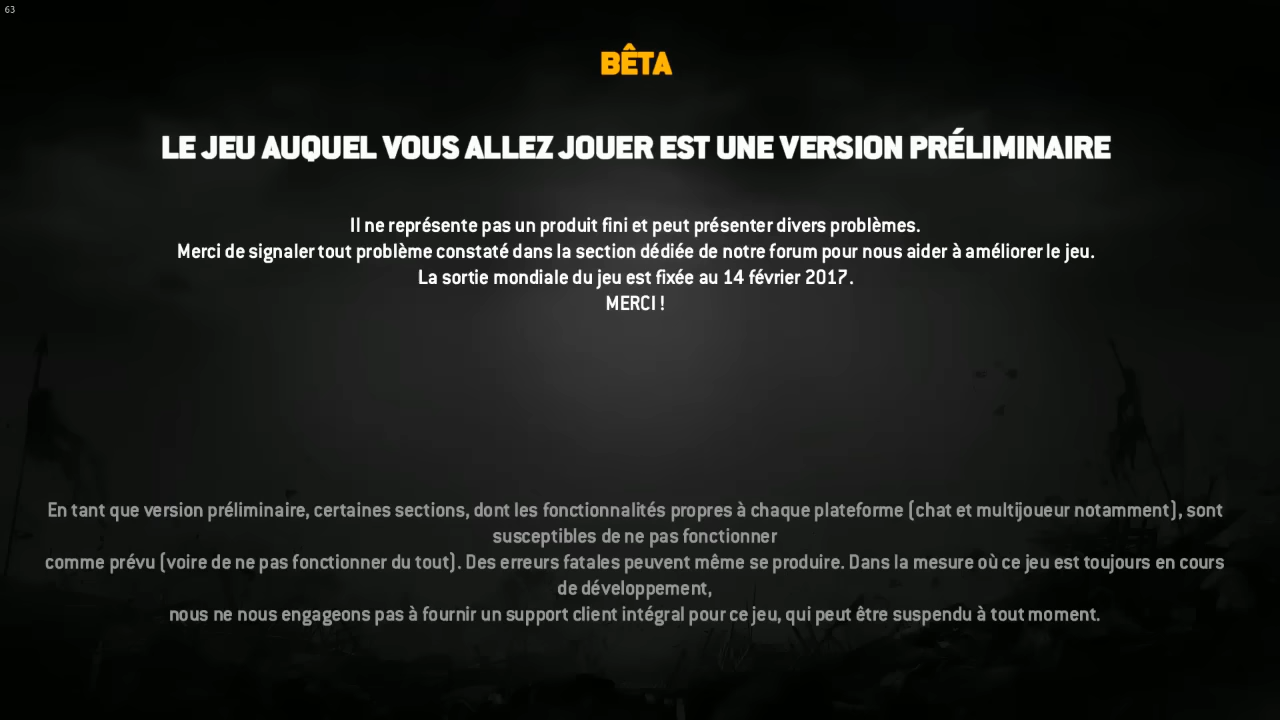 63
BÊTA
LE JEU AUQUEL VOUS ALLEZ JOUER EST UNE VERSION PRÉLIMINAIRE
Il ne représente pas un produit fini et peut présenter divers problèmes.
Merci de signaler tout problème constaté dans la section dédiée de notre forum pour nous aider à améliorer le jeu.
La sortie mondiale du jeu est fixée au 14 février 2017.
MERCI !
En tant que version préliminaire, certaines sections, dont les fonctionnalités propres à chaque plateforme (chat et multijoueur notamment), sont
susceptibles de ne pas fonctionner
comme prévu (voire de ne pas fonctionner du tout). Des erreurs fatales peuvent même se produire. Dans la mesure où ce jeu est toujours en cours
de développement,
nous ne nous engageons pas à fournir un support client intégral pour ce jeu, qui peut être suspendu à tout moment.